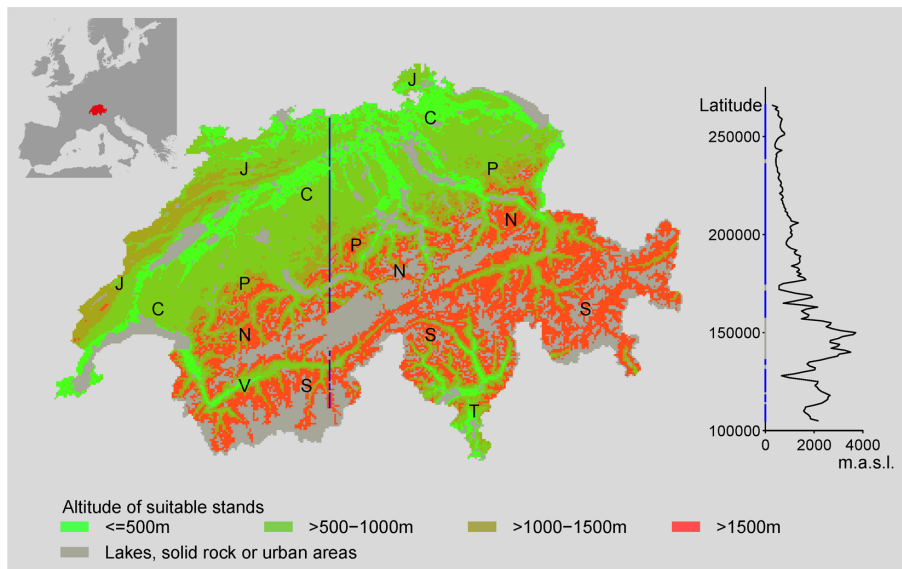 J
C
Latitude
250000
J
P
C
N
200000
P
N
J
P
C
S
150000
N
S
V
S
T
100000
0
2000
4000
m.a.s.l.
Altitude of suitable stands
<=500m
>500−1000m
>1000−1500m
>1500m
Lakes, solid rock or urban areas